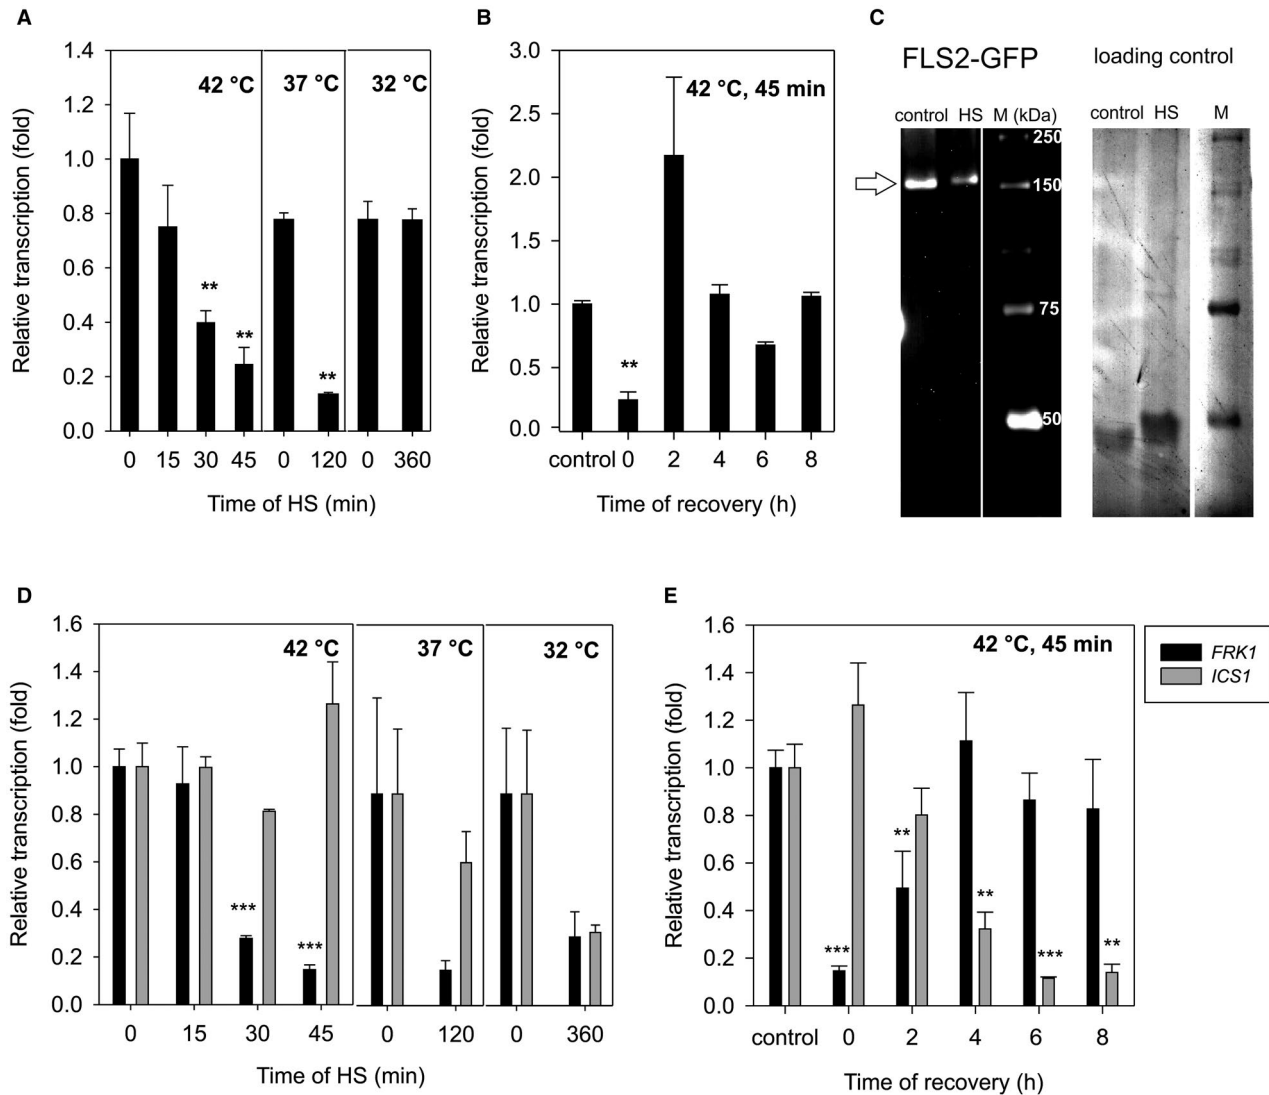 A
1.4
1.2
1.0
0.8
0.6
0.4
0.2
0.0
Relative transcription (fold)
42 °C
37 °C
32 °C
**
**
**
0 15 30 45 0 120 0 360
Time of HS (min)
B
3.0
2.5
2.0
1.5
1.0
0.5
0.0
Relative transcription (fold)
42 °C, 45 min
**
control 0 2 4 6 8
Time of recovery (h)
C
FLS2-GFP
loading control
control HS M (kDa)
control HS M
250
150
75
50
D
1.6
1.4
1.2
1.0
0.8
0.6
0.4
0.2
0.0
Relative transcription (fold)
42 °C
37 °C
32 °C
***
***
0 15 30 45 0 120 0 360
Time of HS (min)
E
1.6
1.4
1.2
1.0
0.8
0.6
0.4
0.2
0.0
Relative transcription (fold)
42 °C, 45 min
***
**
**
***
**
control 0 2 4 6 8
Time of recovery (h)
FRK1
ICS1